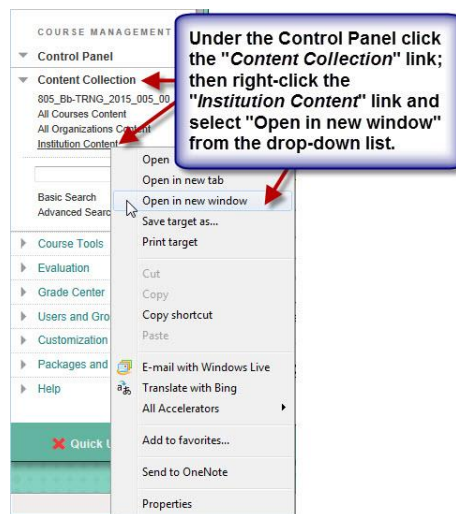 COURSE MANAGEMENT
Control Panel
Content Collection
805_Bb-TRNG_2015_005_00
All Courses Content
All Organizations Content
Institution Content
Basic Search
Advanced Searc
Course Tools
Evaluation
Grade Center
Users and Gro
Customization
Packages and
Help
Quick U
Under the Control Panel click
the "Content Collection" link;
then right-click the
"Institution Content" link and
select "Open in new window"
from the drop-down list.
Open
Open in new tab
Open in new window
Save target as...
Print target
Cut
Copy
Copy shortcut
Paste
E-mail with Windows Live
Translate with Bing
All Accelerators
Add to favorites...
Send to OneNote
Properties